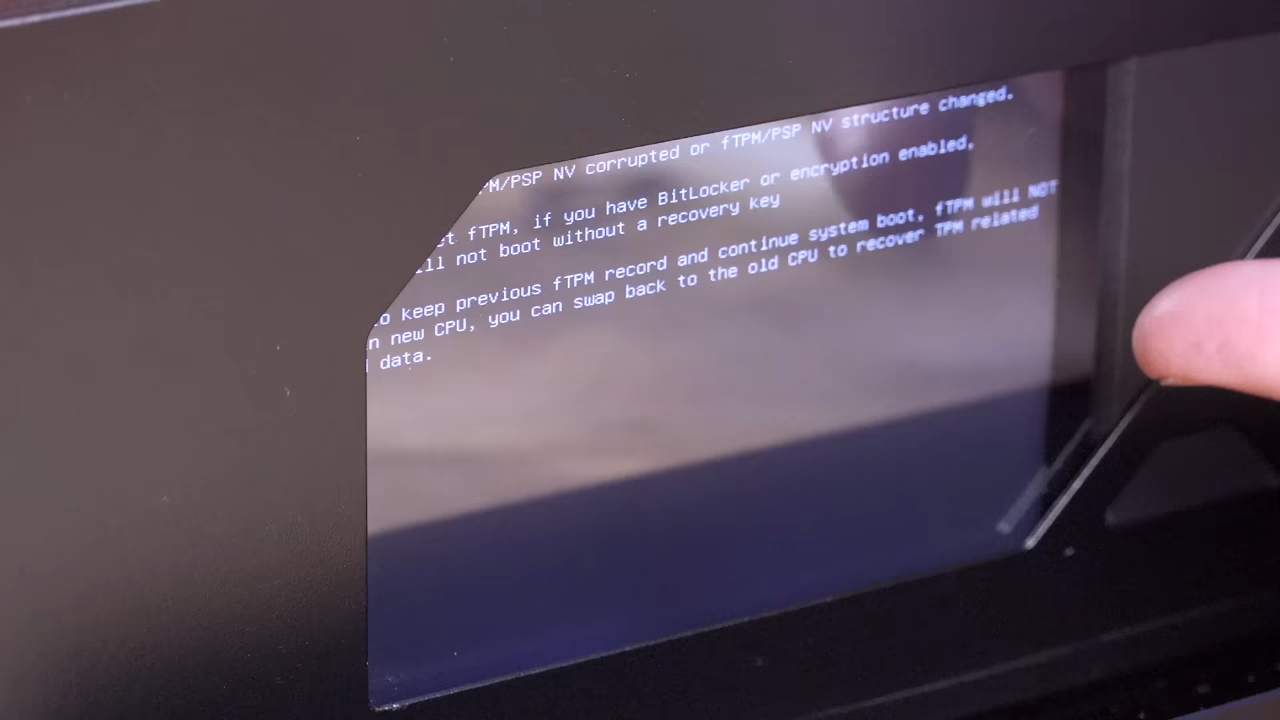 PM/PSP NV corrupted or fTPM/PSP NV structure changed.
et fTPM, if you have BitLocker or encryption enabled,
ill not boot without a recovery key
o keep previous fTPM record and continue system boot, fTPM will NOT
n new CPU, you can swap back to the old CPU to recover TPM related
data.